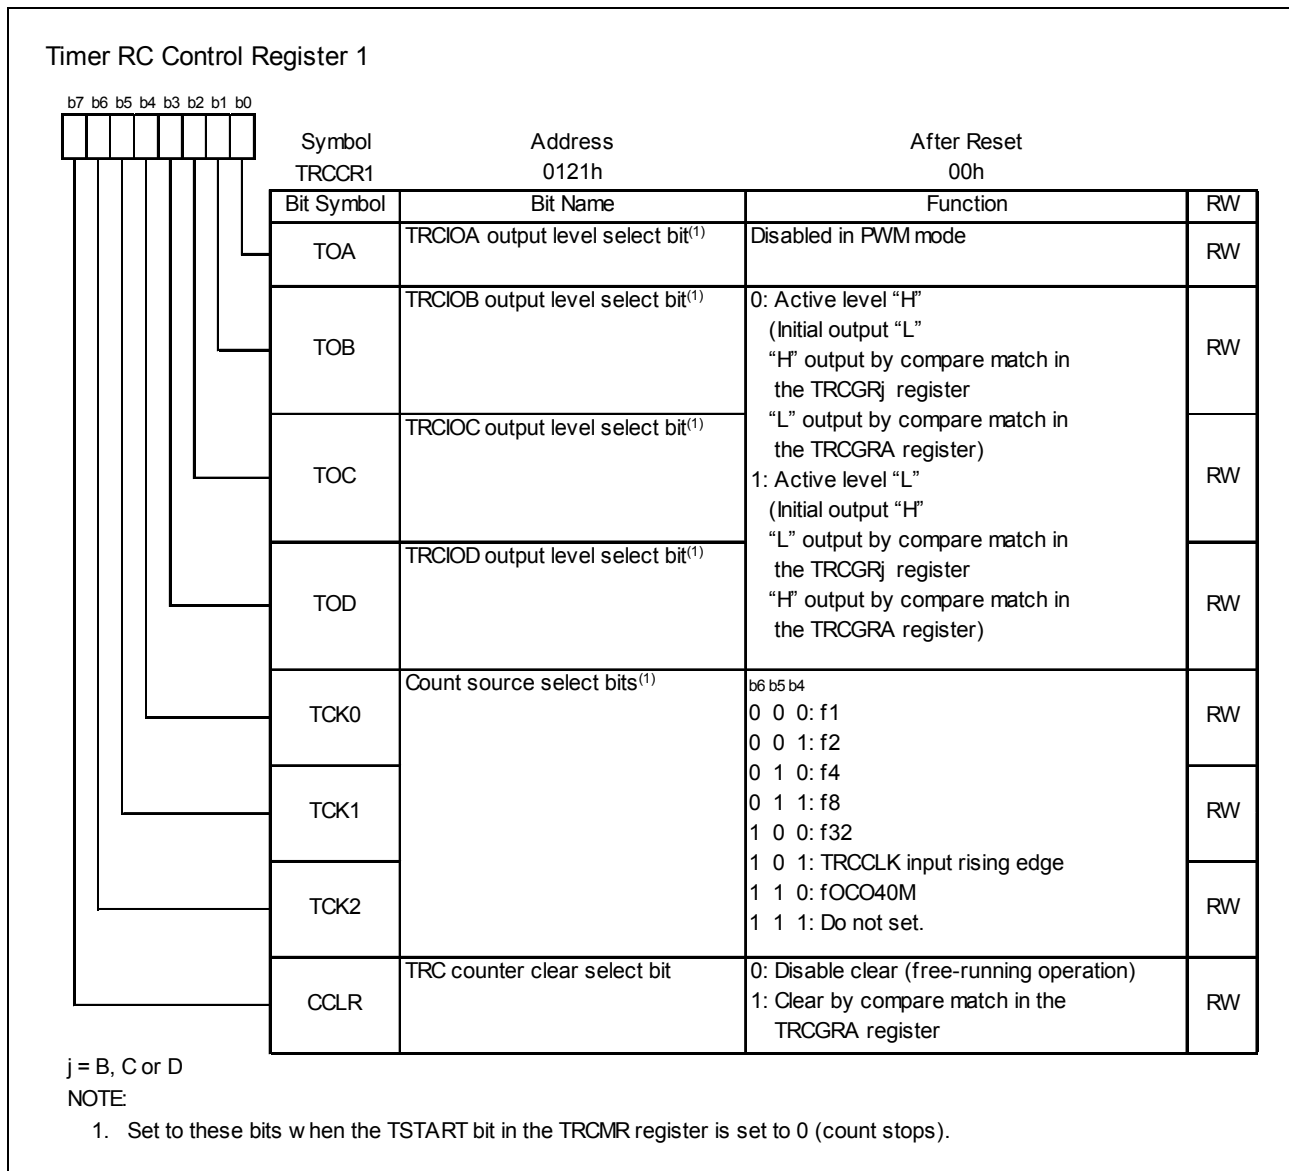 Timer RC Control Register 1
b7 b6 b5 b4 b3 b2 b1 b0
Symbol Address After Reset
TRCCR1 0121h 00h
Bit Symbol Bit Name Function RW
TOA TRCIOA output level select bit(1) Disabled in PWM mode RW
TOB TRCIOB output level select bit(1) RW
0: Active level “H”
(Initial output “L”
“H” output by compare match in
the TRCGRj register
“L” output by compare match in
the TRCGRA register)
TOC TRCIOC output level select bit(1) RW
1: Active level “L”
(Initial output “H”
“L” output by compare match in
the TRCGRj register
“H” output by compare match in
the TRCGRA register)
TOD TRCIOD output level select bit(1) RW
TCK0 Count source select bits(1) RW
b6 b5 b4
0 0 0: f1
0 0 1: f2
0 1 0: f4
0 1 1: f8
TCK1 RW
1 0 0: f32
1 0 1: TRCCLK input rising edge
1 1 0: fOCO40M
1 1 1: Do not set.
TCK2 RW
CCLR TRC counter clear select bit RW
0: Disable clear (free-running operation)
1: Clear by compare match in the
TRCGRA register
j = B, C or D
NOTE:
1. Set to these bits when the TSTART bit in the TRCMR register is set to 0 (count stops).